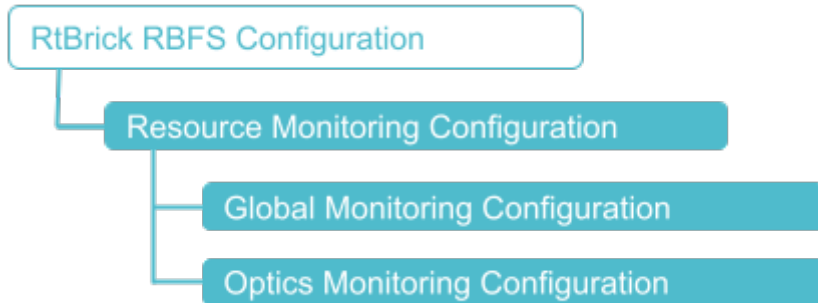 RtBrick RBFS Configuration
Resource Monitoring Configuration
Global Monitoring Configuration
Optics Monitoring Configuration